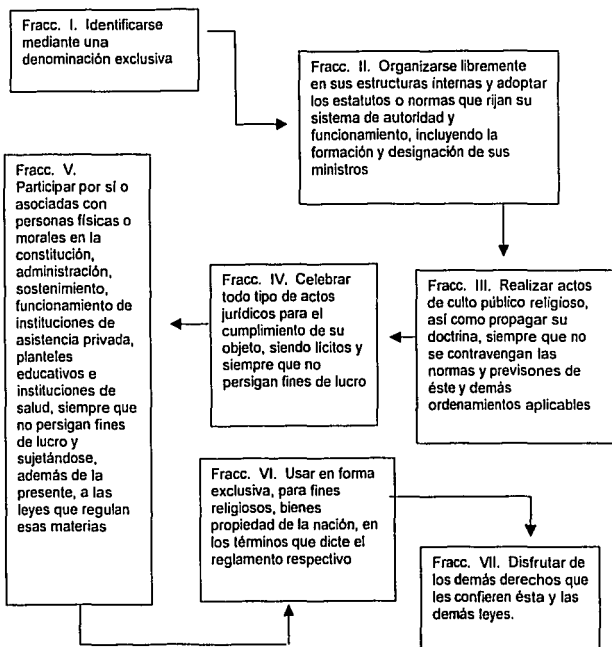 Fracc. I. Identificarse
mediante una
denominación exclusiva
Fracc. II. Organizarse libremente
en sus estructuras internas y adoptar
los estatutos o normas que rijan su
sistema de autoridad y
funcionamiento, incluyendo la
formación y designación de sus
ministros
Fracc. III. Realizar actos
de culto público religioso,
así como propagar su
doctrina, siempre que no
se contravengan las
normas y previsones de
éste y demás
ordenamientos aplicables
Fracc. IV. Celebrar
todo tipo de actos
jurídicos para el
cumplimiento de su
objeto, siendo lícitos y
siempre que no
persigan fines de lucro
Fracc. V.
Participar por sí o
asociadas con
personas físicas o
morales en la
constitución,
administración,
sostenimiento,
funcionamiento de
instituciones de
asistencia privada,
planteles
educativos e
instituciones de
salud, siempre que
no persigan fines
de lucro y
sujetándose,
además de la
presente, a las
leyes que regulan
esas materias
Fracc. VI. Usar en forma
exclusiva, para fines
religiosos, bienes
propiedad de la nación, en
los términos que dicte el
reglamento respectivo
Fracc. VII. Disfrutar de
los demás derechos que
les confieren ésta y las
demás leyes.